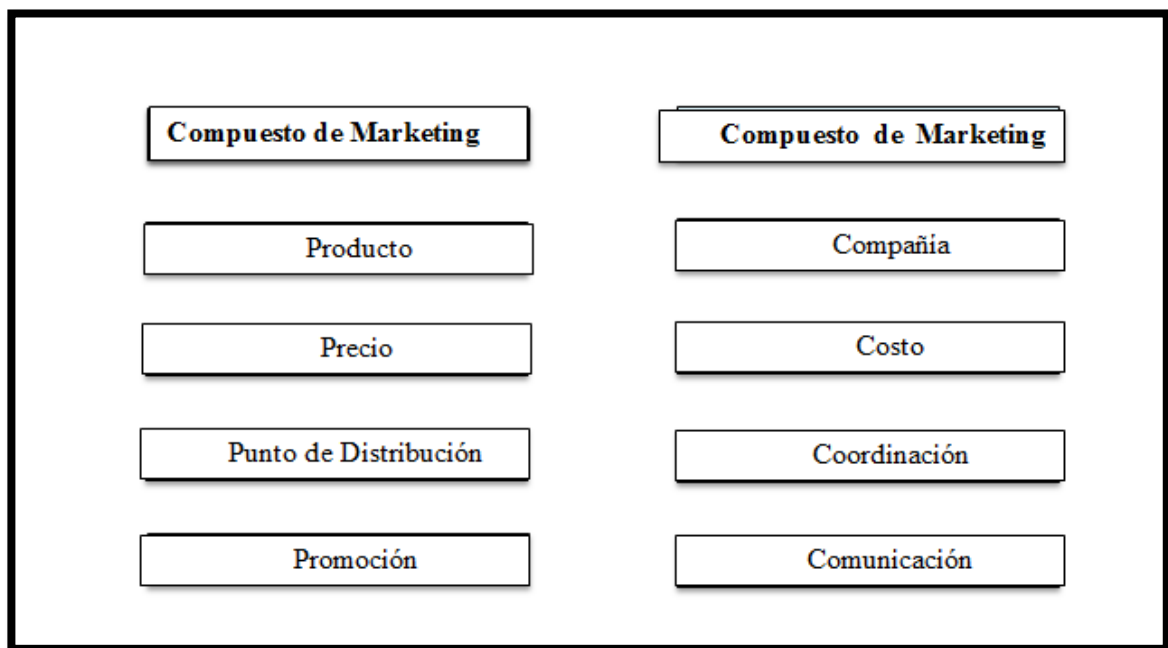 Compuesto de Marketing
Producto
Precio
Punto de Distribución
Promoción
Compuesto de Marketing
Compañía
Costo
Coordinación
Comunicación